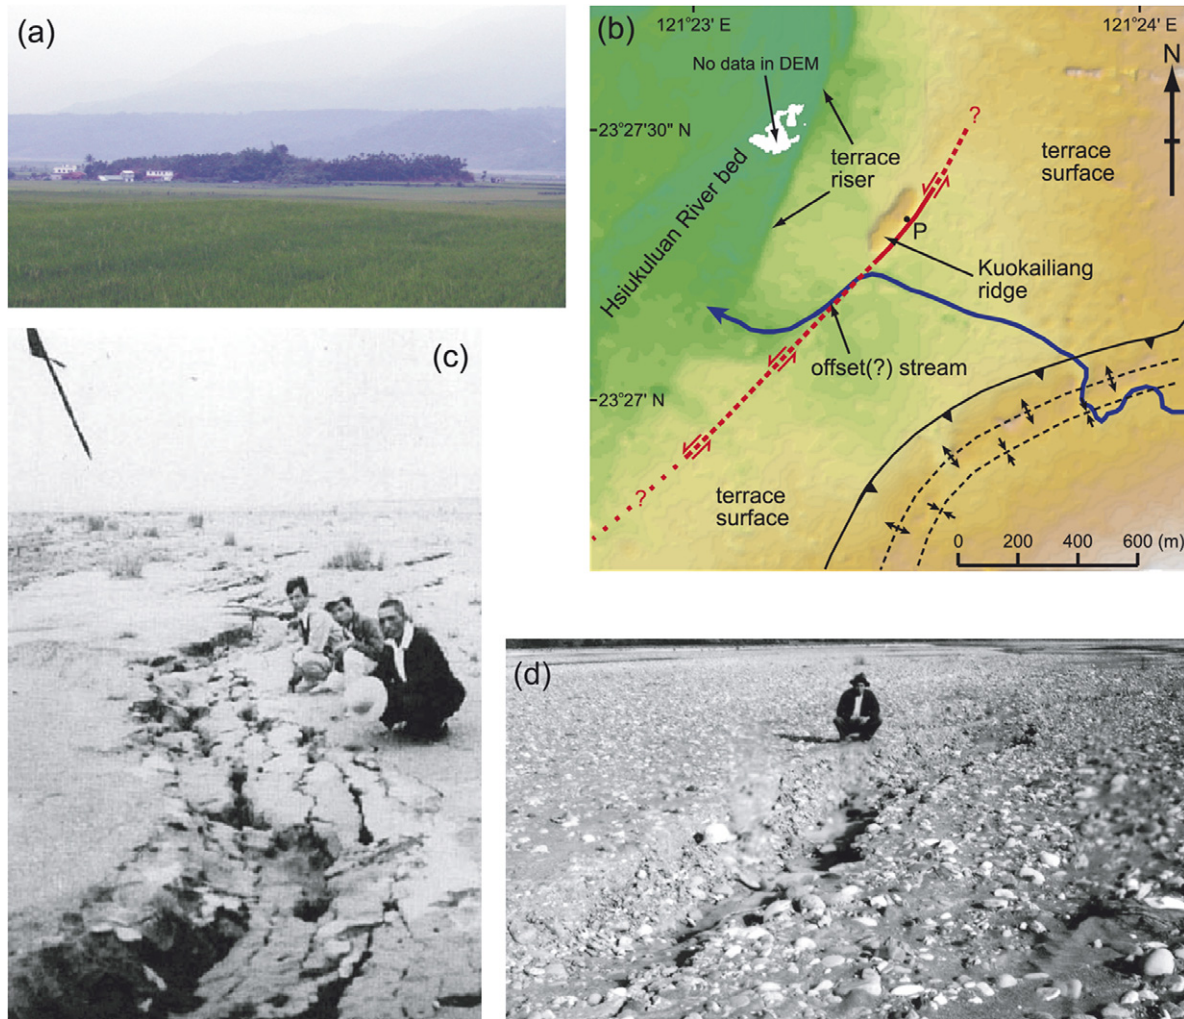 (a)
(b)
121°23' E
121°24' E
No data in DEM
N
23°27'30" N
?
terrace
riser
terrace
surface
Hsiukuluan River bed
P
Kuokailiang
ridge
offset(?) stream
23°27' N
?
terrace
surface
0 200 400 600 (m)
(c)
(d)